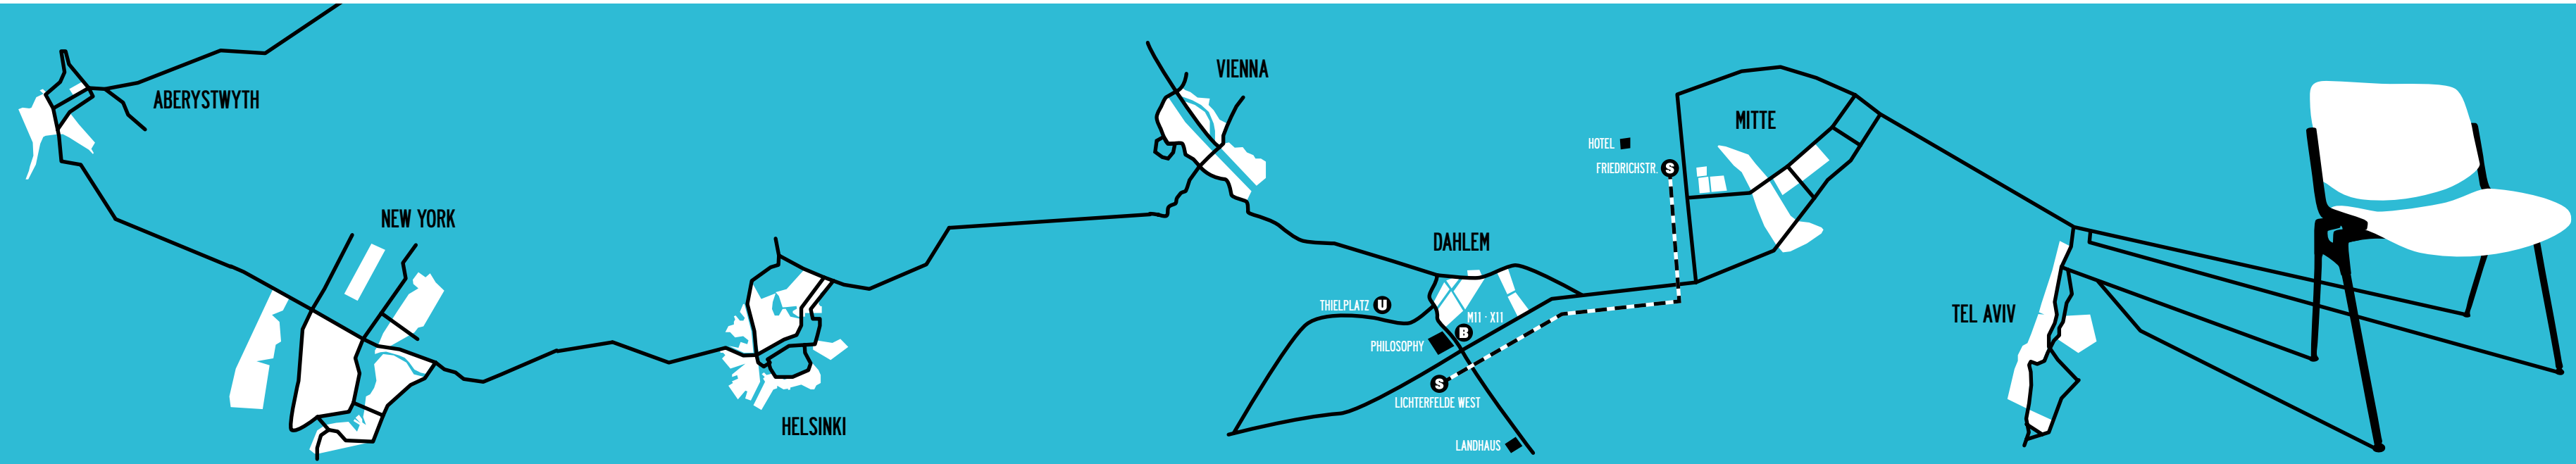 ABERYSTWYTH
NEW YORK
HELSINKI
VIENNA
DAHLEM
THIELPLATZ U
M11 - X11
B
PHILOSOPHY
S
LICHTERFELDE WEST
LANDHAUS
HOTEL
FRIEDRICHSTR. S
MITTE
TEL AVIV